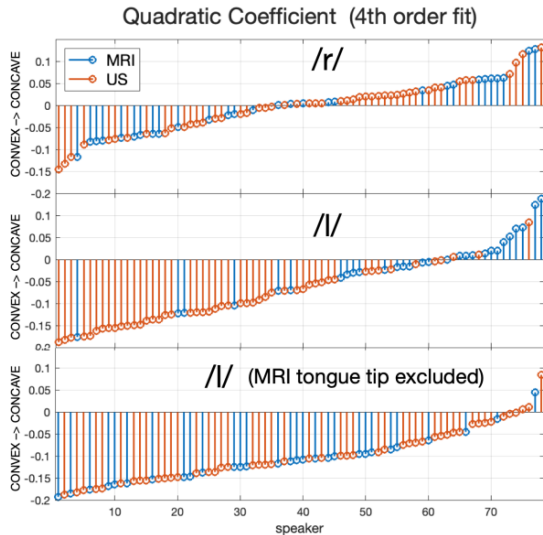 Quadratic Coefficient (4th order fit)
CONVEX -> CONCAVE
0.1
0.05
0
-0.05
-0.1
-0.15
-0.2
MRI
US
/r/
CONVEX -> CONCAVE
0.1
0.05
0
-0.05
-0.1
-0.15
-0.2
/l/
CONVEX -> CONCAVE
0.1
0.05
0
-0.05
-0.1
-0.15
-0.2
/l/ (MRI tongue tip excluded)
10 20 30 40 50 60 70
speaker